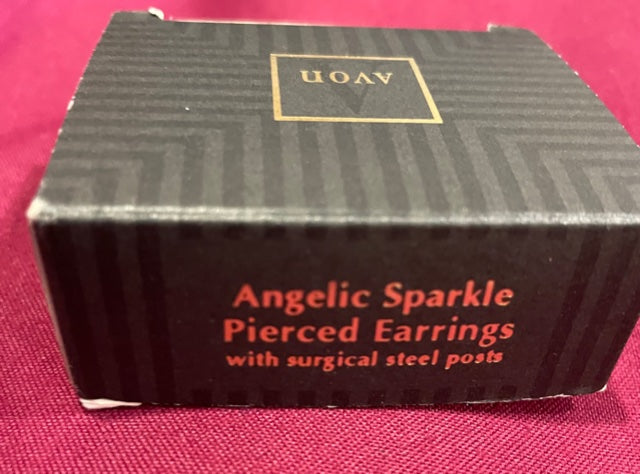 AVON
Angelic Sparkle
Pierced Earrings
with surgical steel posts